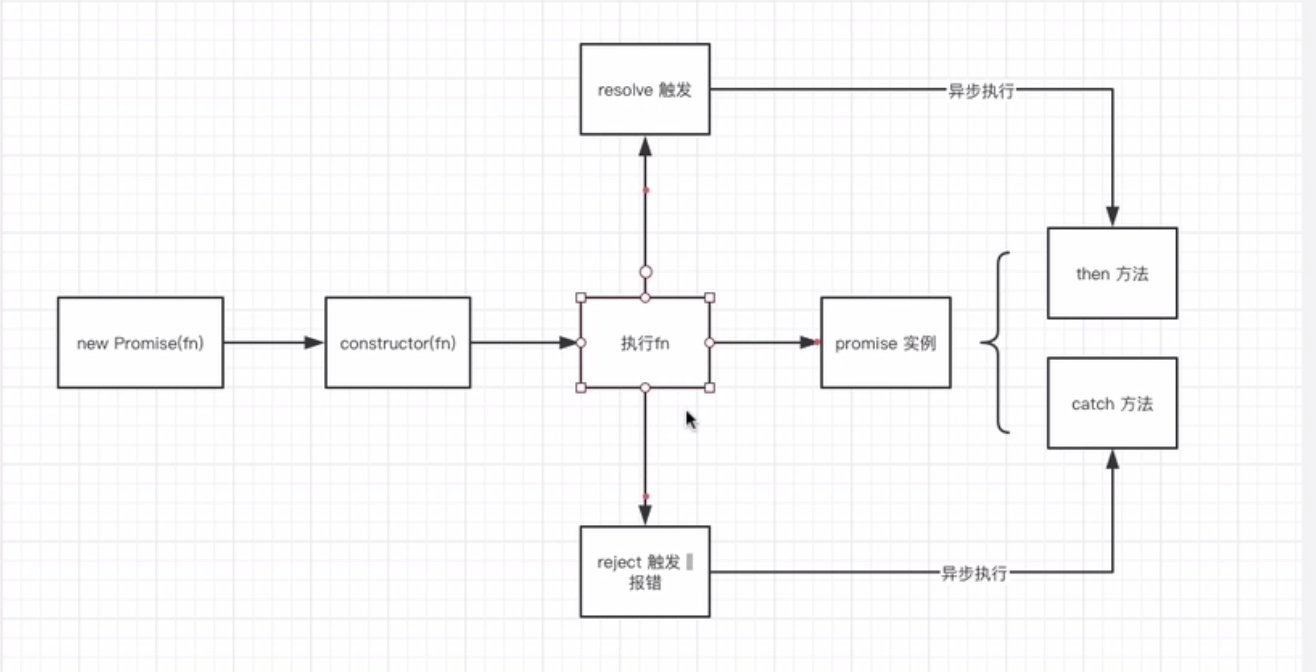 resolve 触发
异步执行
then 方法
new Promise(fn)
constructor(fn)
执行fn
promise 实例
catch 方法
reject 触发 ||
报错
异步执行